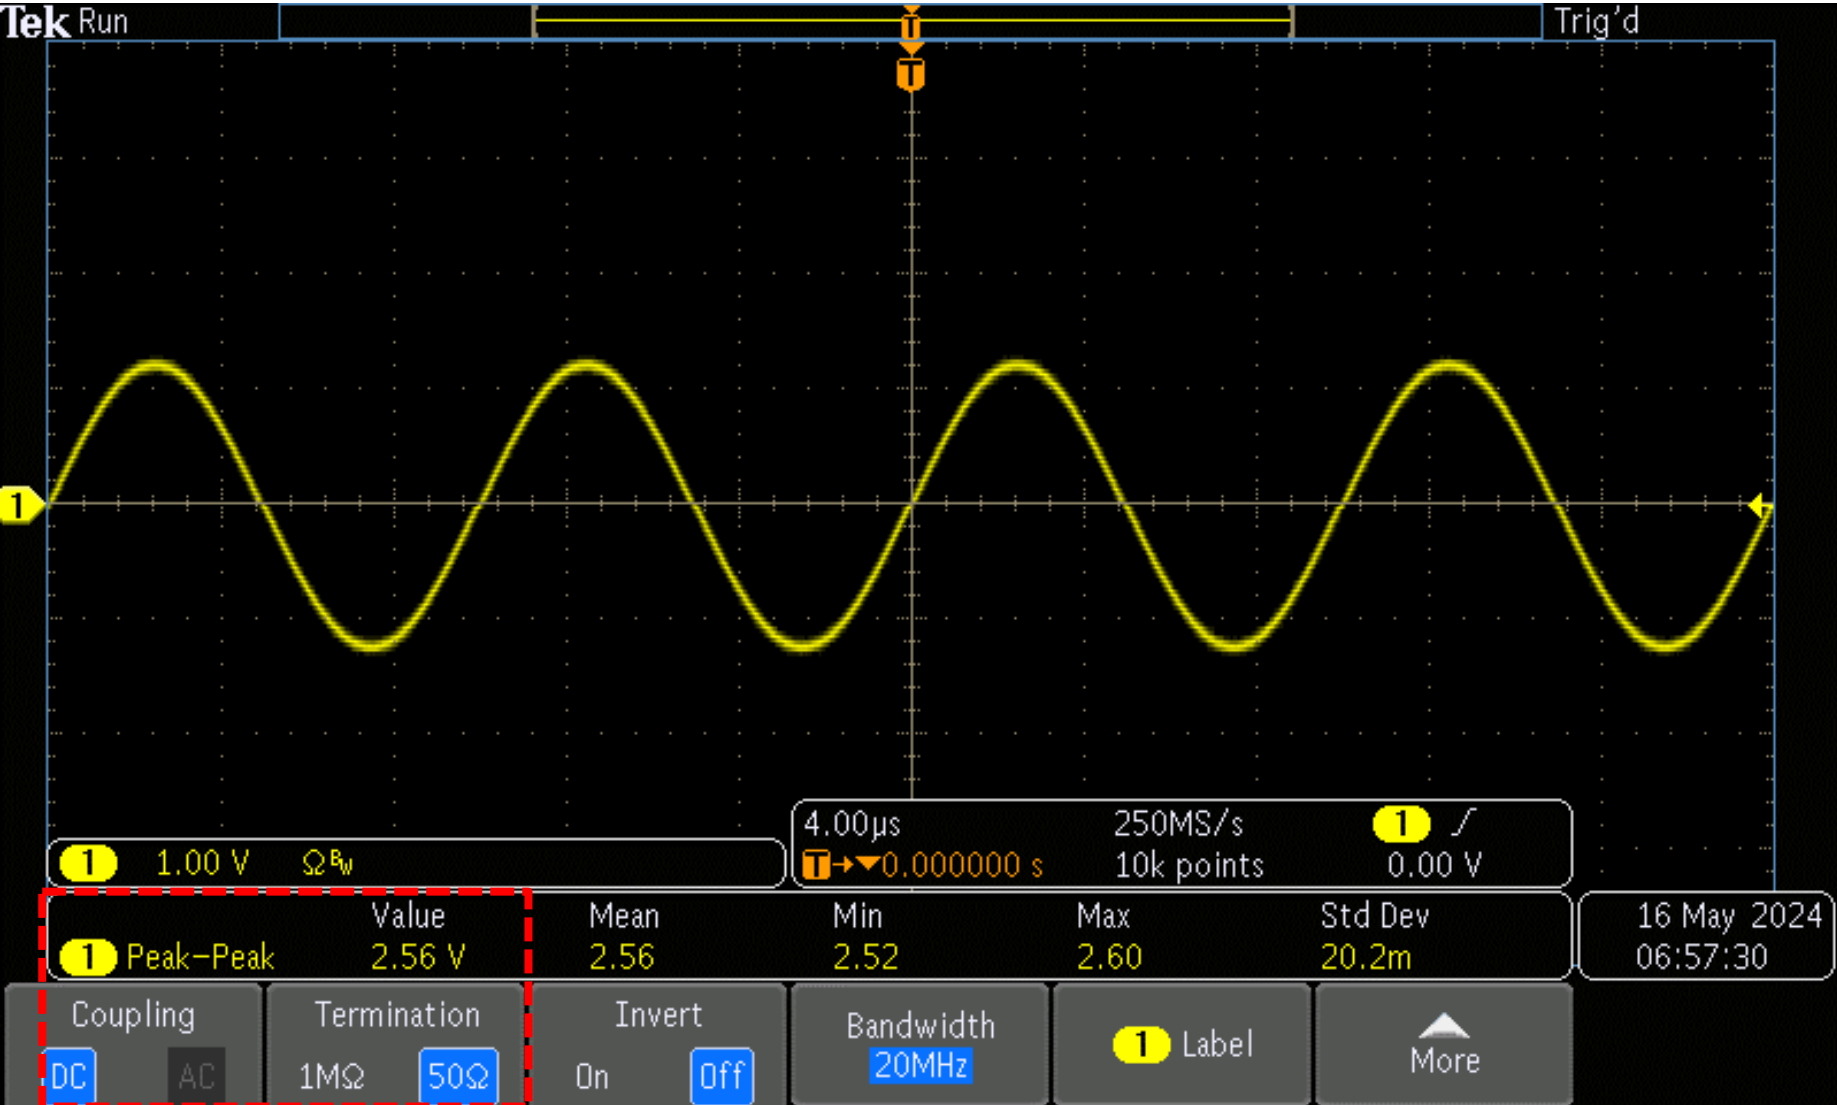 Tek Run Trig'd
T
T
1
4.00μs 250MS/s 1
T→▼0.000000 s 10k points 0.00 V
1 1.00 V Ω BW
Value Mean Min Max Std Dev
1 Peak-Peak 2.56 V 2.56 2.52 2.60 20.2m
16 May 2024
06:57:30
Coupling
DC AC
Termination
1MΩ 50Ω
Invert
On Off
Bandwidth
20MHz
1 Label
More